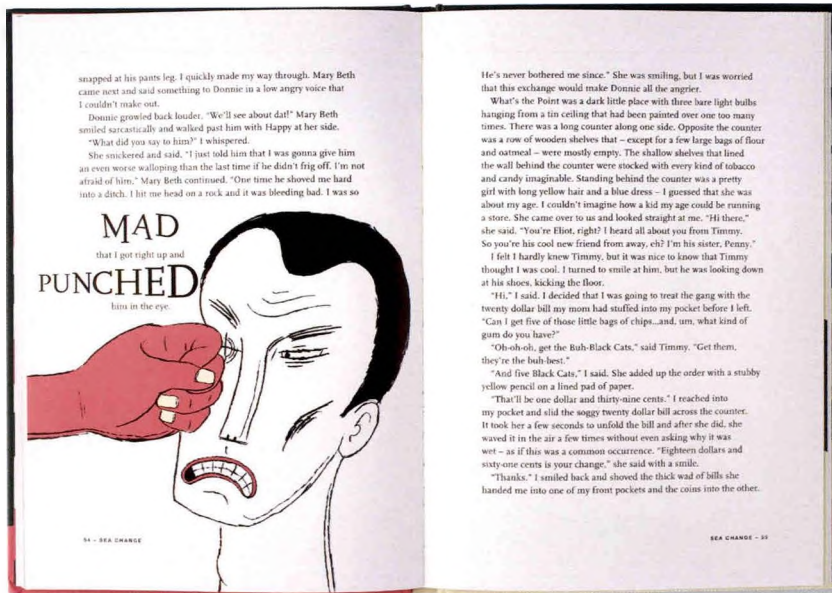 snapped at his pants leg. I quickly made my way through. Mary Beth
came next and said something to Donnie in a low angry voice that
I couldn't make out.
Donnie growled back louder. "We'll see about dat!" Mary Beth
smiled sarcastically and walked past him with Happy at her side.
"What did you say to him?" I whispered.
She snickered and said, "I just told him that I was gonna give him
an even worse walloping than the last time if he didn't frig off. I'm not
afraid of him." Mary Beth continued. "One time he shoved me hard
into a ditch. I hit me head on a rock and it was bleeding bad. I was so
MAD
that I got right up and
PUNCHED
him in the eye.
54 – SEA CHANGE
He's never bothered me since." She was smiling, but I was worried
that this exchange would make Donnie all the angrier.
What's the Point was a dark little place with three bare light bulbs
hanging from a tin ceiling that had been painted over one too many
times. There was a long counter along one side. Opposite the counter
was a row of wooden shelves that – except for a few large bags of flour
and oatmeal – were mostly empty. The shallow shelves that lined
the wall behind the counter were stocked with every kind of tobacco
and candy imaginable. Standing behind the counter was a pretty
girl with long yellow hair and a blue dress – I guessed that she was
about my age. I couldn't imagine how a kid my age could be running
a store. She came over to us and looked straight at me. "Hi there,"
she said. "You're Eliot, right? I heard all about you from Timmy.
So you're his cool new friend from away, eh? I'm his sister, Penny."
I felt I hardly knew Timmy, but it was nice to know that Timmy
thought I was cool. I turned to smile at him, but he was looking down
at his shoes, kicking the floor.
"Hi," I said. I decided that I was going to treat the gang with the
twenty dollar bill my mom had stuffed into my pocket before I left.
"Can I get five of those little bags of chips...and, um, what kind of
gum do you have?"
"Oh-oh-oh, get the Buh-Black Cats," said Timmy. "Get them,
they're the buh-best."
"And five Black Cats," I said. She added up the order with a stubby
yellow pencil on a lined pad of paper.
"That'll be one dollar and thirty-nine cents." I reached into
my pocket and slid the soggy twenty dollar bill across the counter.
It took her a few seconds to unfold the bill and after she did, she
waved it in the air a few times without even asking why it was
wet – as if this was a common occurrence. "Eighteen dollars and
sixty-one cents is your change," she said with a smile.
"Thanks." I smiled back and shoved the thick wad of bills she
handed me into one of my front pockets and the coins into the other.
SEA CHANGE – 55